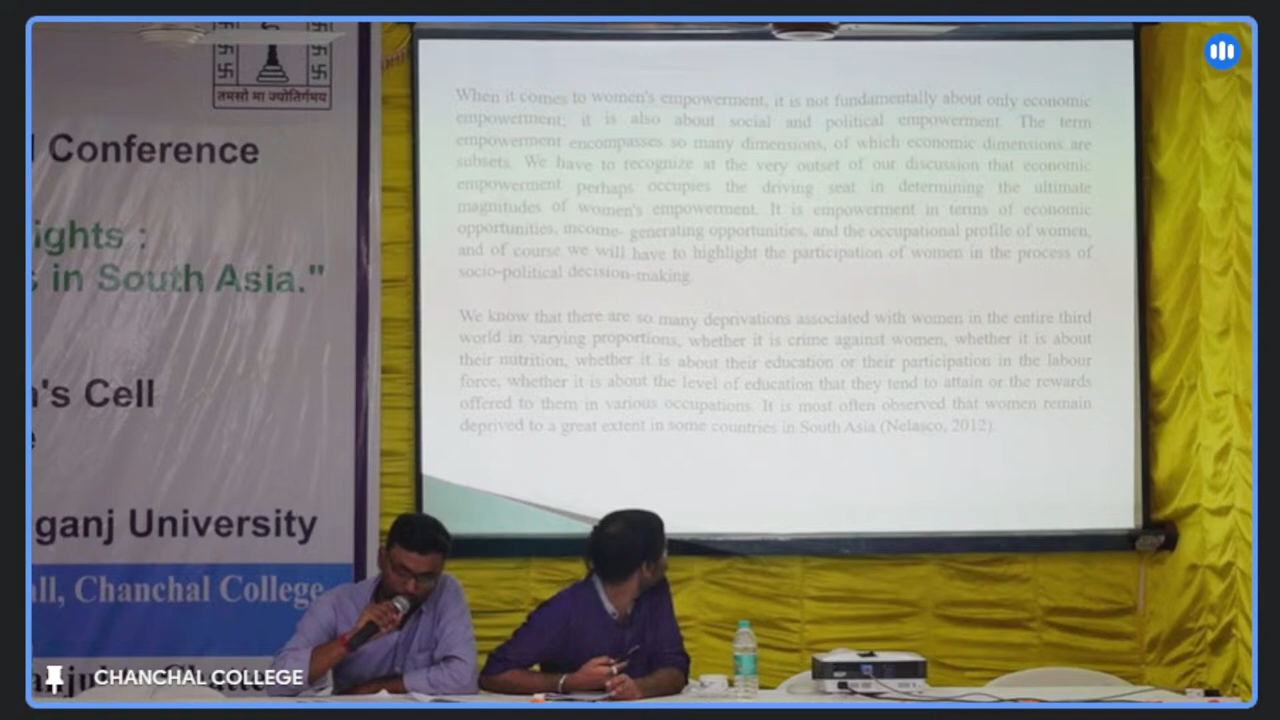 तमसो मा ज्योतिर्गमय
Conference
ights :
in South Asia."
's Cell
ganj University
ll, Chanchal College
When it comes to women's empowerment, it is not fundamentally about only economic
empowerment; it is also about social and political empowerment. The term
empowerment encompasses so many dimensions, of which economic dimensions are
subsets. We have to recognize at the very outset of our discussion that economic
empowerment perhaps occupies the driving seat in determining the ultimate
magnitudes of women's empowerment. It is empowerment in terms of economic
opportunities, income- generating opportunities, and the occupational profile of women,
and of course we will have to highlight the participation of women in the process of
socio-political decision-making.
We know that there are so many deprivations associated with women in the entire third
world in varying proportions, whether it is crime against women, whether it is about
their nutrition, whether it is about their education or their participation in the labour
force, whether it is about the level of education that they tend to attain or the rewards
offered to them in various occupations. It is most often observed that women remain
deprived to a great extent in some countries in South Asia (Nelasco, 2012).
CHANCHAL COLLEGE